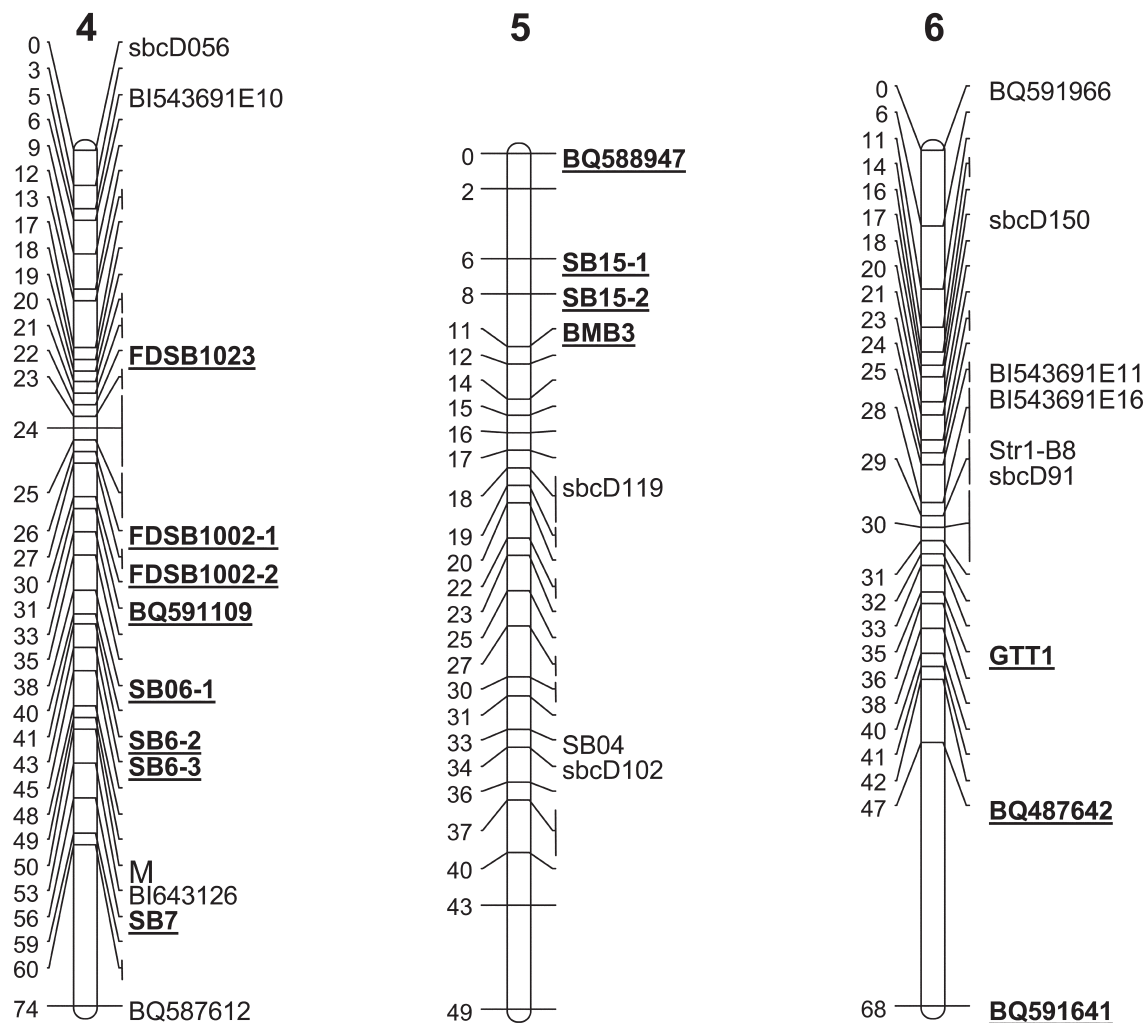 4
0 sbcD056
3
5 BI543691E10
6
9
12
13
17
18
19
20
21
22 FDSB1023
23
24
25
26 FDSB1002-1
27
30 FDSB1002-2
31 BQ591109
33
35
38 SB06-1
40
41 SB6-2
43 SB6-3
45
48
49
50 M
53 BI643126
56 SB7
59
60
74 BQ587612
5
0 BQ588947
2
6 SB15-1
8 SB15-2
11 BMB3
12
14
15
16
17
18 sbcD119
19
20
22
23
25
27
30
31
33 SB04
34 sbcD102
36
37
40
43
49
6
0 BQ591966
6
11
14
16
17 sbcD150
18
20
21
23
24
25 BI543691E11
28 BI543691E16
Str1-B8
29 sbcD91
30
31
32
33
35 GTT1
36
38
40
41
42
47 BQ487642
68 BQ591641